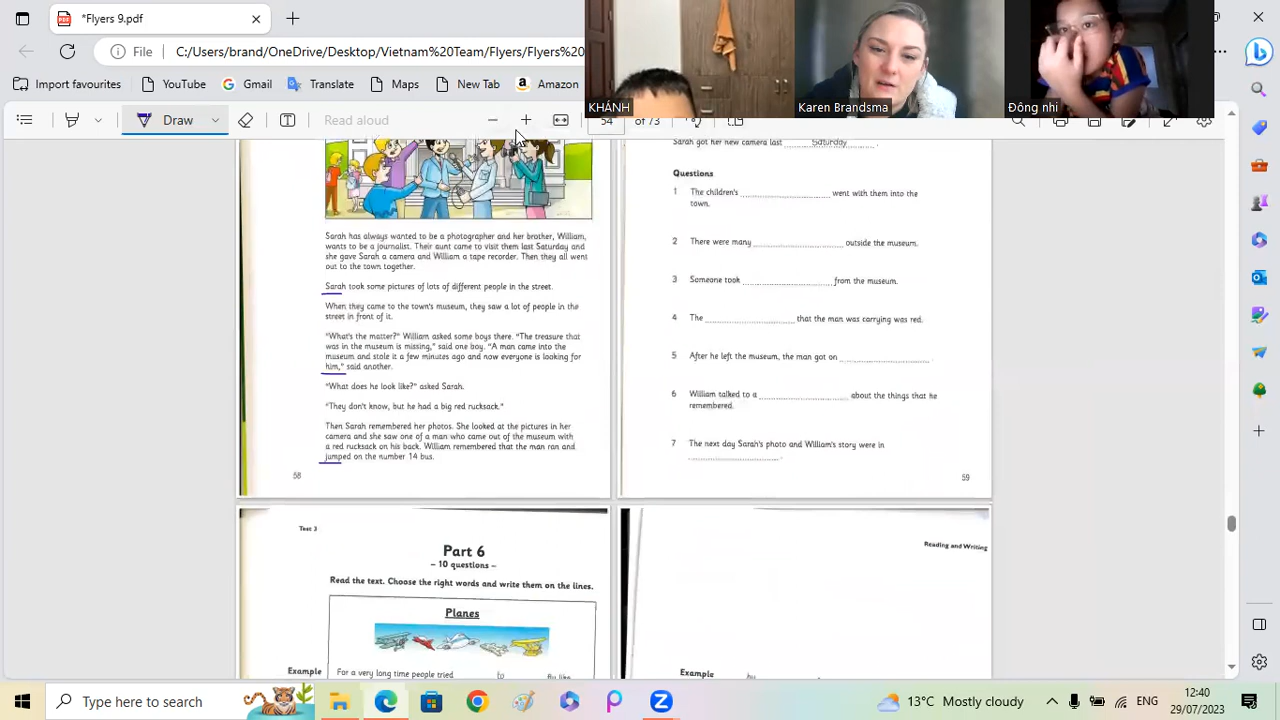 *Flyers 9.pdf
File
C:/Users/brand/OneDrive/Desktop/Vietnam%20Team/Flyers/Flyers%20
Import favourites
YouTube
Gmail
Translate
Maps
New Tab
Amazon
KHÁNH
Karen Brandsma
Đông nhi
Draw
Read aloud
54 of 73
Sarah has always wanted to be a photographer and her brother, William,
wants to be a journalist. Their aunt came to visit them last Saturday and
she gave Sarah a camera and William a tape recorder. Then they all went
out to the town together.
Sarah took some pictures of lots of different people in the street.
When they came to the town's museum, they saw a lot of people in the
street in front of it.
"What's the matter?" William asked some boys there. "The treasure that
was in the museum is missing," said one boy. "A man came into the
museum and stole it a few minutes ago and now everyone is looking for
him," said another.
"What does he look like?" asked Sarah.
"They don't know, but he had a big red rucksack."
Then Sarah remembered her photos. She looked at the pictures in her
camera and she saw one of a man who came out of the museum with
a red rucksack on his back. William remembered that the man ran and
jumped on the number 14 bus.
58
Sarah got her new camera last Saturday .
Questions
1 The children's ........ went with them into the
town.
2 There were many ........ outside the museum.
3 Someone took ........ from the museum.
4 The ........ that the man was carrying was red.
5 After he left the museum, the man got on ........ .
6 William talked to a ........ about the things that he
remembered.
7 The next day Sarah's photo and William's story were in
........ .
59
Test 3
Part 6
– 10 questions –
Read the text. Choose the right words and write them on the lines.
Planes
Example For a very long time people tried to fly like
Reading and Writing
Example by
Type here to search
13°C Mostly cloudy
ENG
12:40
29/07/2023